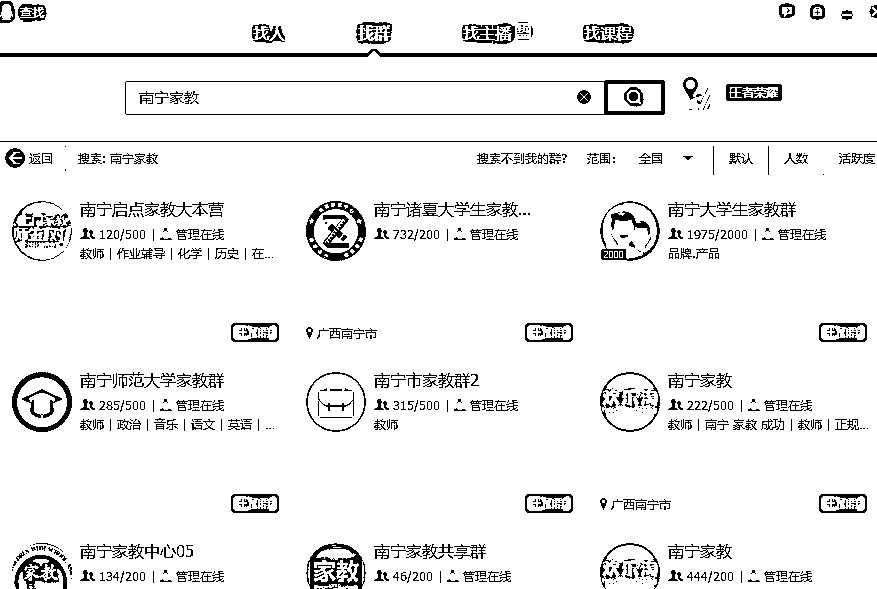 查找
找人 找群 找主播 找课程
南宁家教
王者荣耀
返回 搜索: 南宁家教 搜索不到我的群? 范围: 全国 默认 人数 活跃度
南宁启点家教大本营
120/500 | 管理在线
教师 | 作业辅导 | 化学 | 历史 | 在...
南宁诸夏大学生家教...
732/200 | 管理在线
南宁大学生家教群
2000
1975/2000 | 管理在线
品牌.产品
加群
广西南宁市 加群
加群
南宁师范大学家教群
285/500 | 管理在线
教师 | 政治 | 音乐 | 语文 | 英语 | ...
南宁市家教群2
315/500 | 管理在线
教师
南宁家教
222/500 | 管理在线
教师 | 南宁 家教 成功 | 教师 | 正规...
加群
加群
广西南宁市 加群
南宁家教中心05
家教
134/200 | 管理在线
南宁家教共享群
家教
46/200 | 管理在线
南宁家教
444/200 | 管理在线